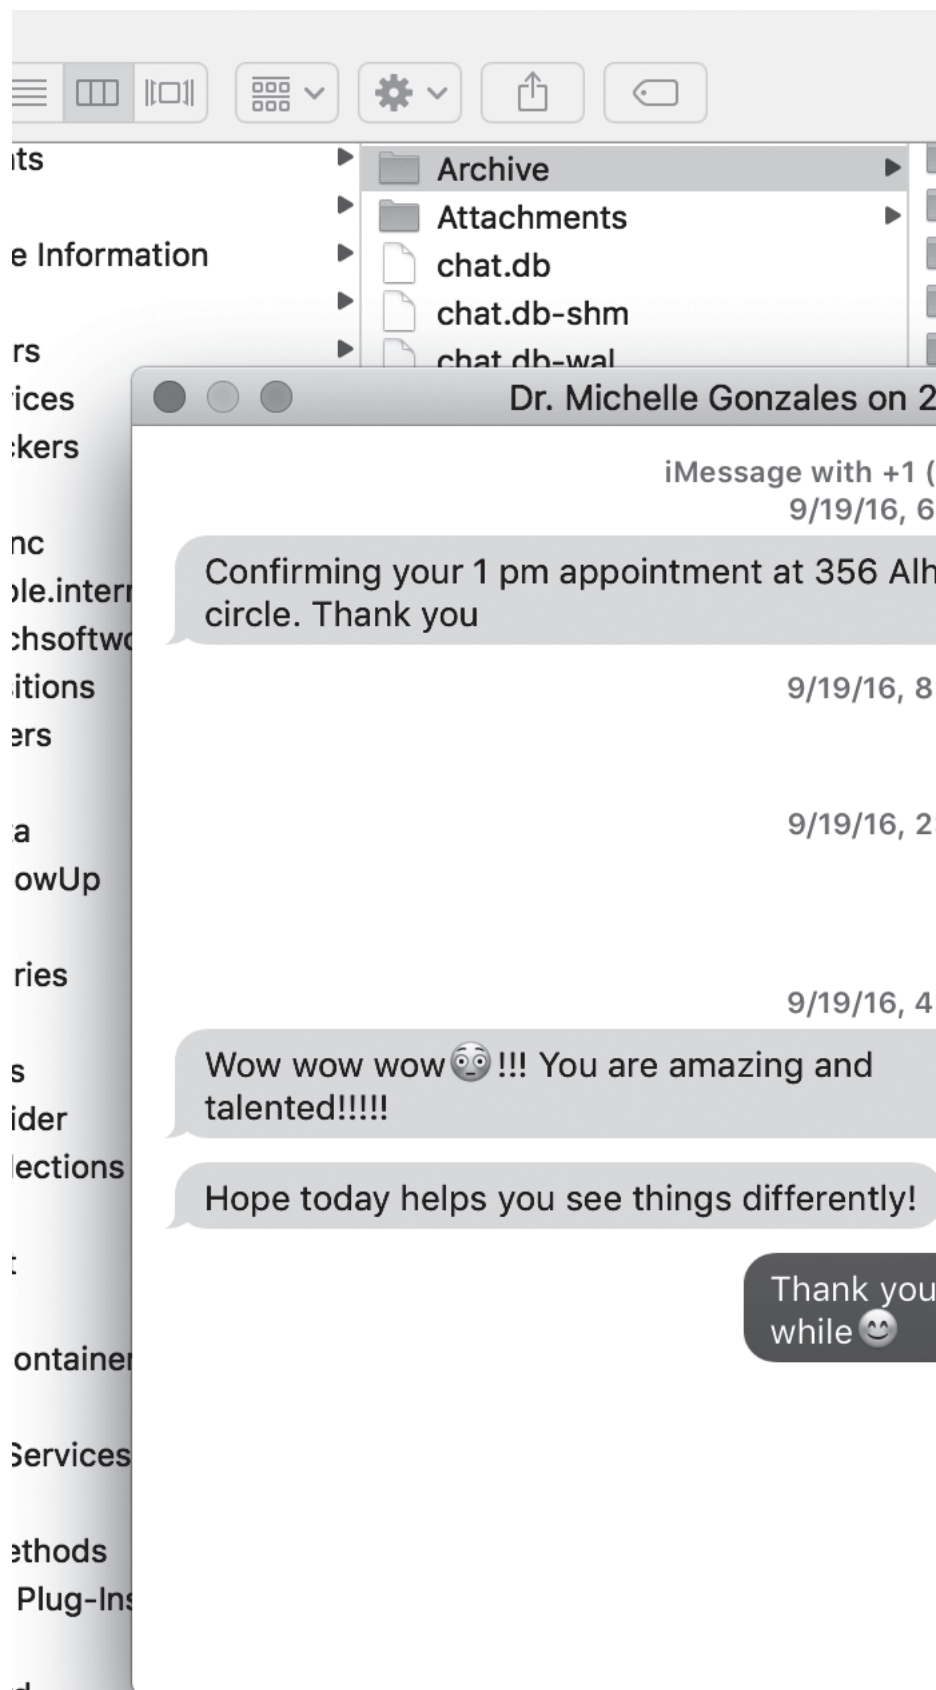 ts
e Information
rs
ices
kers
nc
le.inter
chsoftw
itions
ers
a
owUp
ries
s
ider
lections
t
ontainer
Services
ethods
Plug-Ins
Archive
Attachments
chat.db
chat.db-shm
chat.db-wal
Dr. Michelle Gonzales on 2
iMessage with +1 (
9/19/16, 6
Confirming your 1 pm appointment at 356 Alh
circle. Thank you
9/19/16, 8
9/19/16, 2
9/19/16, 4
Wow wow wow😳!!! You are amazing and
talented!!!!!
Hope today helps you see things differently!
Thank you
while😊